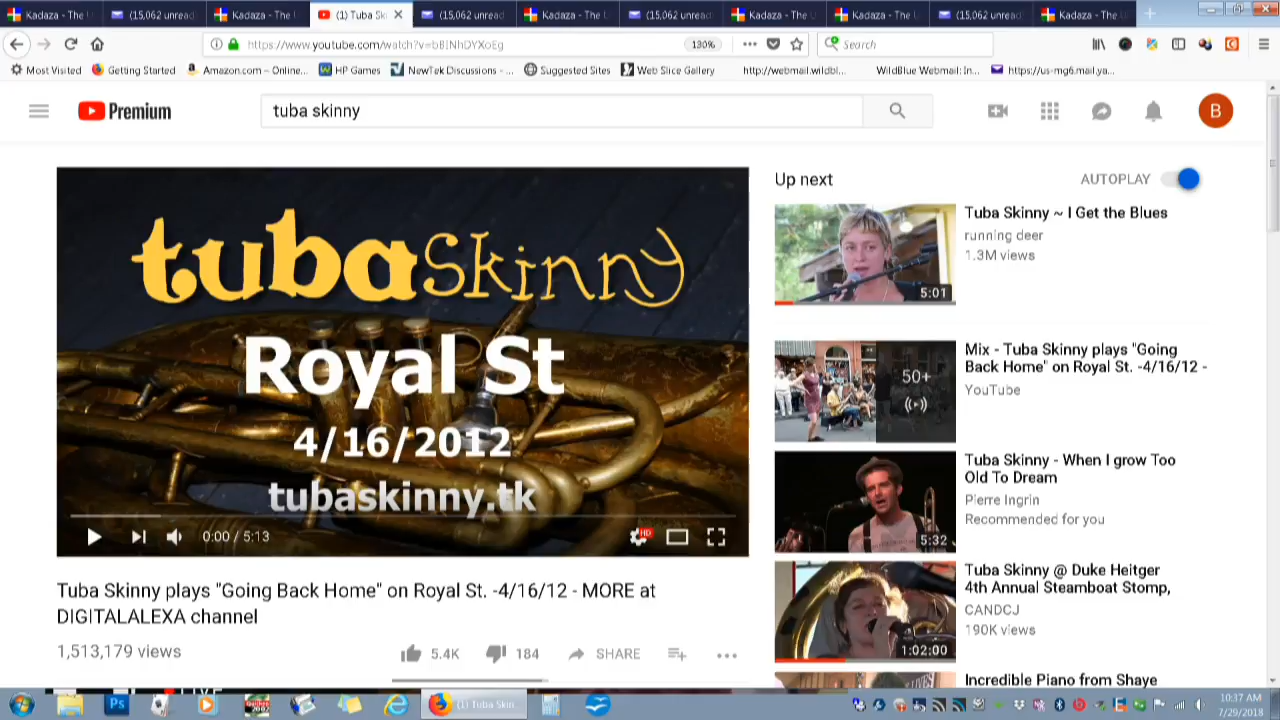 Kadaza - The U
(15,062 unread
Kadaza - The U
(1) Tuba Sk
(15,062 unread
Kadaza - The U
(15,062 unread
Kadaza - The U
Kadaza - The U
(15,062 unread
Kadaza - The U
https://www.youtube.com/watch?v=bBINhDYXoEg
130%
Search
Most Visited
Getting Started
Amazon.com – Online...
HP Games
NewTek Discussions - ...
Suggested Sites
Web Slice Gallery
http://webmail.wildbl...
WildBlue Webmail: In...
https://us-mg6.mail.ya...
Premium
tuba skinny
B
tubaskinny
Royal St
4/16/2012
tubaskinny.tk
0:00 / 5:13
HD
Tuba Skinny plays "Going Back Home" on Royal St. -4/16/12 - MORE at
DIGITALALEXA channel
1,513,179 views
5.4K
184
SHARE
Up next
AUTOPLAY
Tuba Skinny ~ I Get the Blues
running deer
1.3M views
5:01
Mix - Tuba Skinny plays "Going
Back Home" on Royal St. -4/16/12 -
YouTube
50+
Tuba Skinny - When I grow Too
Old To Dream
Pierre Ingrin
Recommended for you
5:32
Tuba Skinny @ Duke Heitger
4th Annual Steamboat Stomp,
CANDCJ
190K views
1:02:00
Incredible Piano from Shaye
Ps
(1) Tuba Skin...
10:37 AM
7/29/2018